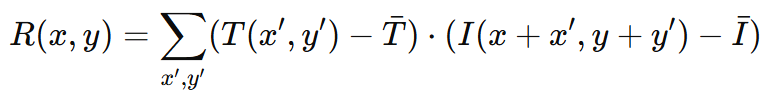 R(x, y) = ∑_{x′,y′} (T(x′, y′) − T̄) · (I(x + x′, y + y′) − Ī)